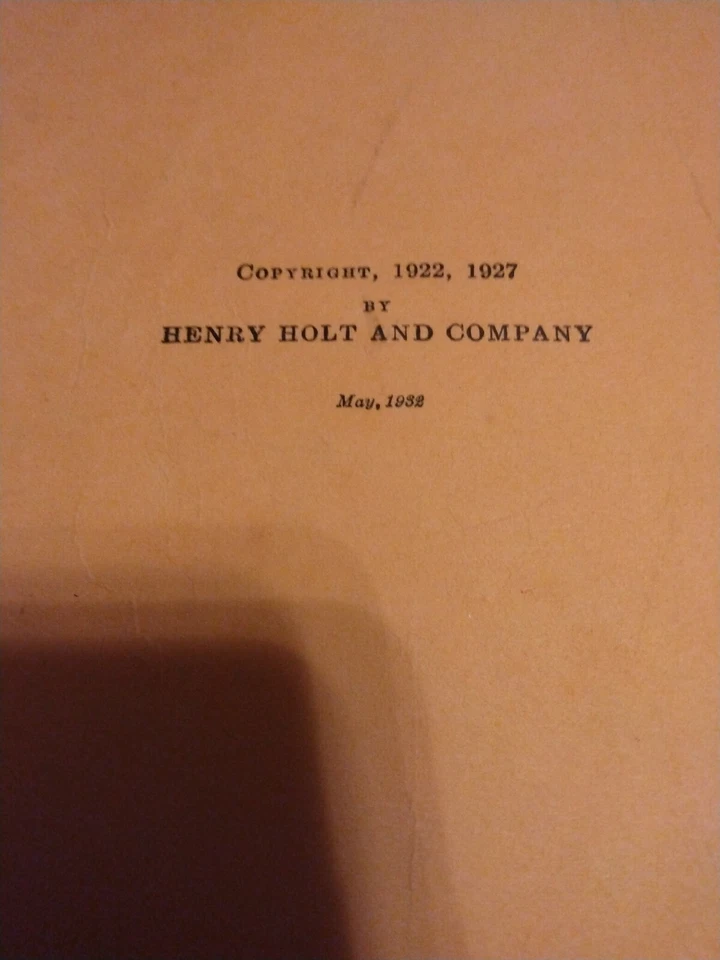 COPYRIGHT, 1922, 1927
BY
HENRY HOLT AND COMPANY
May, 1932